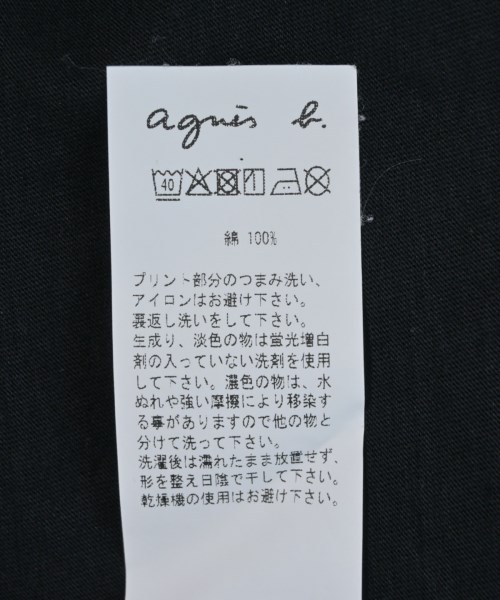 agnès b.
40
綿 100%
プリント部分のつまみ洗い、
アイロンはお避け下さい。
裏返し洗いをして下さい。
生成り、淡色の物は蛍光増白
剤の入っていない洗剤を使用
して下さい。濃色の物は、水
ぬれや強い摩擦により移染す
る事がありますので他の物と
分けて洗って下さい。
洗濯後は濡れたまま放置せず、
形を整え日陰で干して下さい。
乾燥機の使用はお避け下さい。